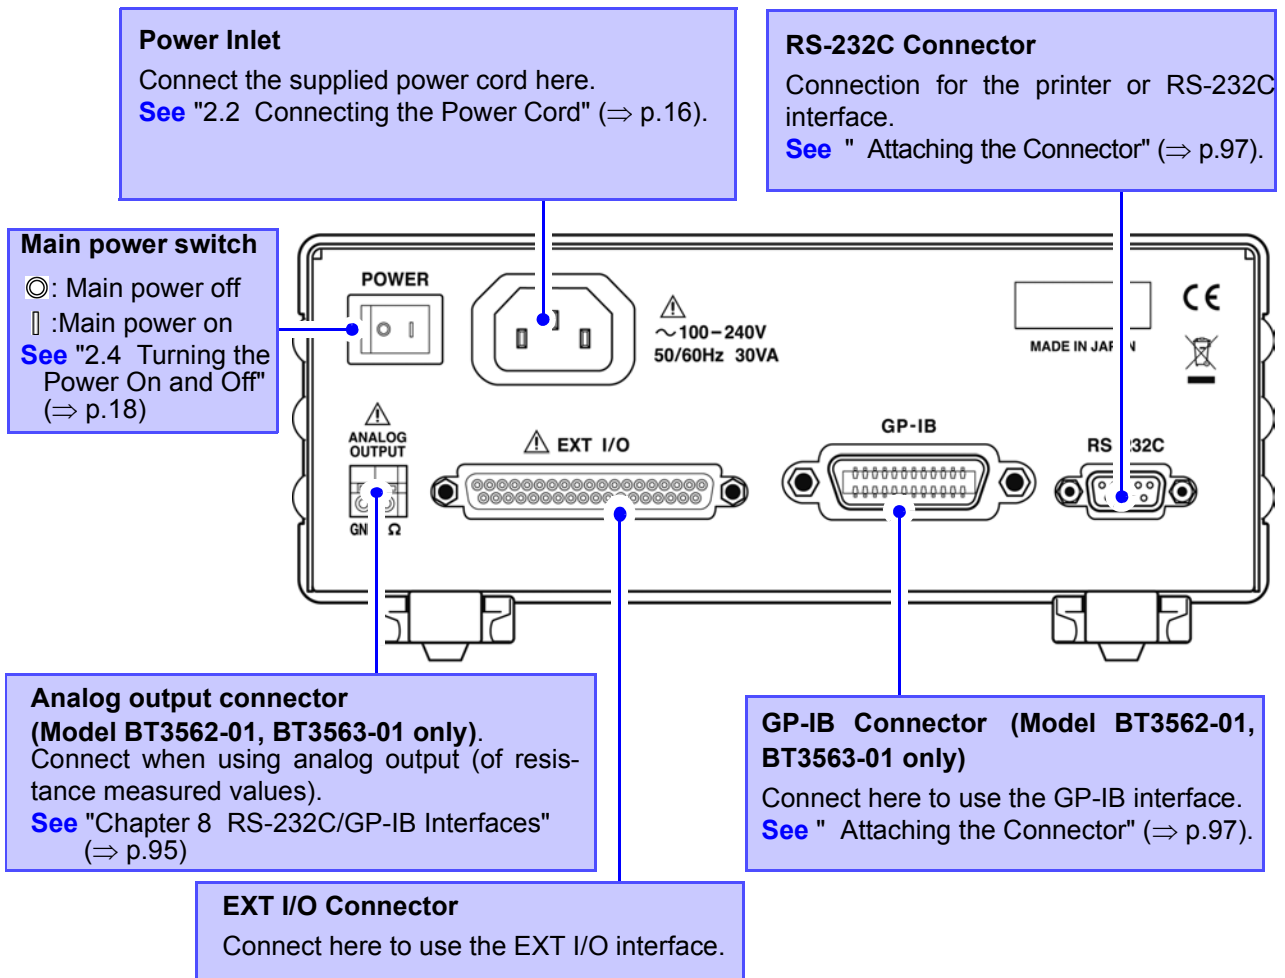 Power Inlet
Connect the supplied power cord here.
See "2.2 Connecting the Power Cord" (⇒ p.16).
RS-232C Connector
Connection for the printer or RS-232C
interface.
See " Attaching the Connector" (⇒ p.97).
Main power switch
: Main power off
:Main power on
See "2.4 Turning the
Power On and Off"
(⇒ p.18)
POWER
⚠
~100-240V
50/60Hz 30VA
MADE IN JAPAN
CE
⚠
ANALOG
OUTPUT
GND Ω
⚠ EXT I/O
GP-IB
RS-232C
Analog output connector
(Model BT3562-01, BT3563-01 only).
Connect when using analog output (of resis-
tance measured values).
See "Chapter 8 RS-232C/GP-IB Interfaces"
(⇒ p.95)
GP-IB Connector (Model BT3562-01,
BT3563-01 only)
Connect here to use the GP-IB interface.
See " Attaching the Connector" (⇒ p.97).
EXT I/O Connector
Connect here to use the EXT I/O interface.